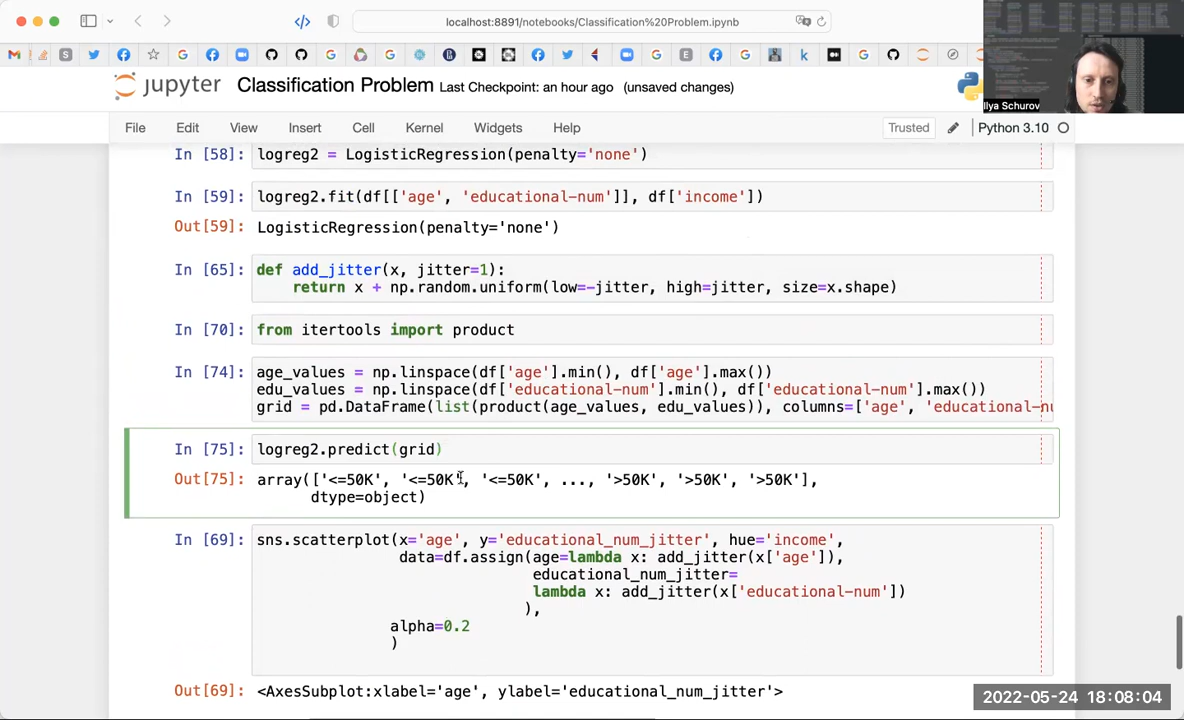 localhost:8891/notebooks/Classification%20Problem.ipynb
jupyter Classification Problem Last Checkpoint: an hour ago (unsaved changes)
Ilya Schurov
File Edit View Insert Cell Kernel Widgets Help Trusted Python 3.10
In [58]: logreg2 = LogisticRegression(penalty='none')
In [59]: logreg2.fit(df[['age', 'educational-num']], df['income'])
Out[59]: LogisticRegression(penalty='none')
In [65]: def add_jitter(x, jitter=1):
return x + np.random.uniform(low=-jitter, high=jitter, size=x.shape)
In [70]: from itertools import product
In [74]: age_values = np.linspace(df['age'].min(), df['age'].max())
edu_values = np.linspace(df['educational-num'].min(), df['educational-num'].max())
grid = pd.DataFrame(list(product(age_values, edu_values)), columns=['age', 'educational-nu
In [75]: logreg2.predict(grid)
Out[75]: array(['<=50K', '<=50K', '<=50K', ..., '>50K', '>50K', '>50K'],
dtype=object)
In [69]: sns.scatterplot(x='age', y='educational_num_jitter', hue='income',
data=df.assign(age=lambda x: add_jitter(x['age']),
educational_num_jitter=
lambda x: add_jitter(x['educational-num'])
),
alpha=0.2
)
Out[69]: <AxesSubplot:xlabel='age', ylabel='educational_num_jitter'>
2022-05-24 18:08:04